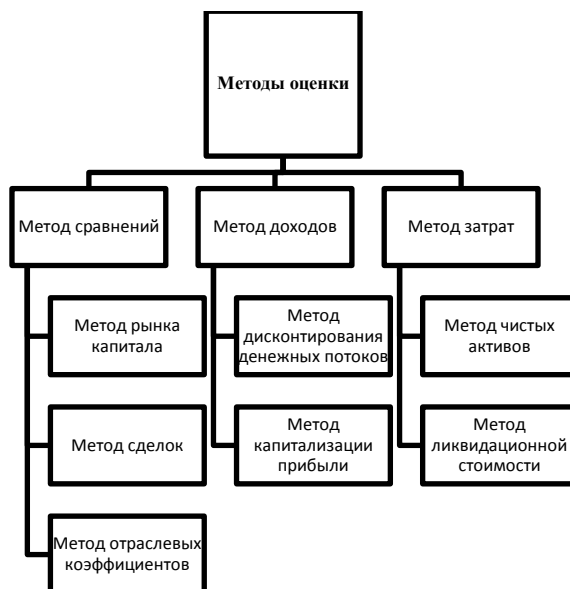 Методы оценки
Метод сравнений
Метод рынка
капитала
Метод сделок
Метод отраслевых
коэффициентов
Метод доходов
Метод
дисконтирования
денежных потоков
Метод
капитализации
прибыли
Метод затрат
Метод чистых
активов
Метод
ликвидационной
стоимости